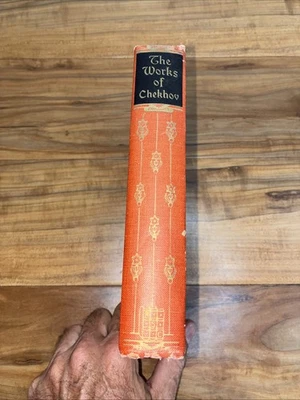 The
Works
of
Chekhov